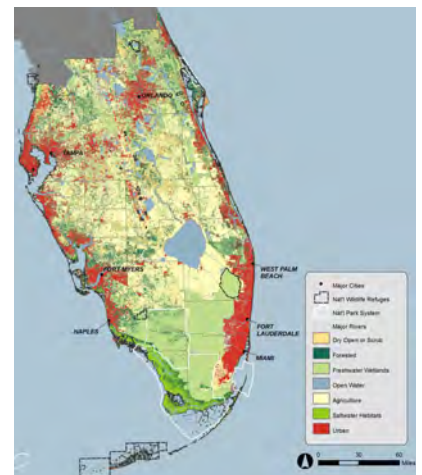 ORLANDO
TAMPA
FORT MYERS
WEST PALM
BEACH
NAPLES
FORT
LAUDERDALE
MIAMI
Major Cities
Nat'l Wildlife Refuges
Nat'l Park System
Major Rivers
Dry Open or Scrub
Forested
Freshwater Wetlands
Open Water
Agriculture
Saltwater Habitats
Urban
0
30
60
Miles